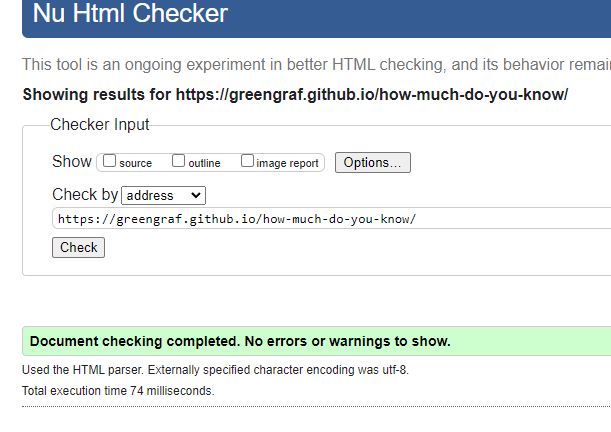 Nu Html Checker
This tool is an ongoing experiment in better HTML checking, and its behavior remai
Showing results for https://greengraf.github.io/how-much-do-you-know/
Checker Input
Show source outline image report Options...
Check by address
https://greengraf.github.io/how-much-do-you-know/
Check
Document checking completed. No errors or warnings to show.
Used the HTML parser. Externally specified character encoding was utf-8.
Total execution time 74 milliseconds.